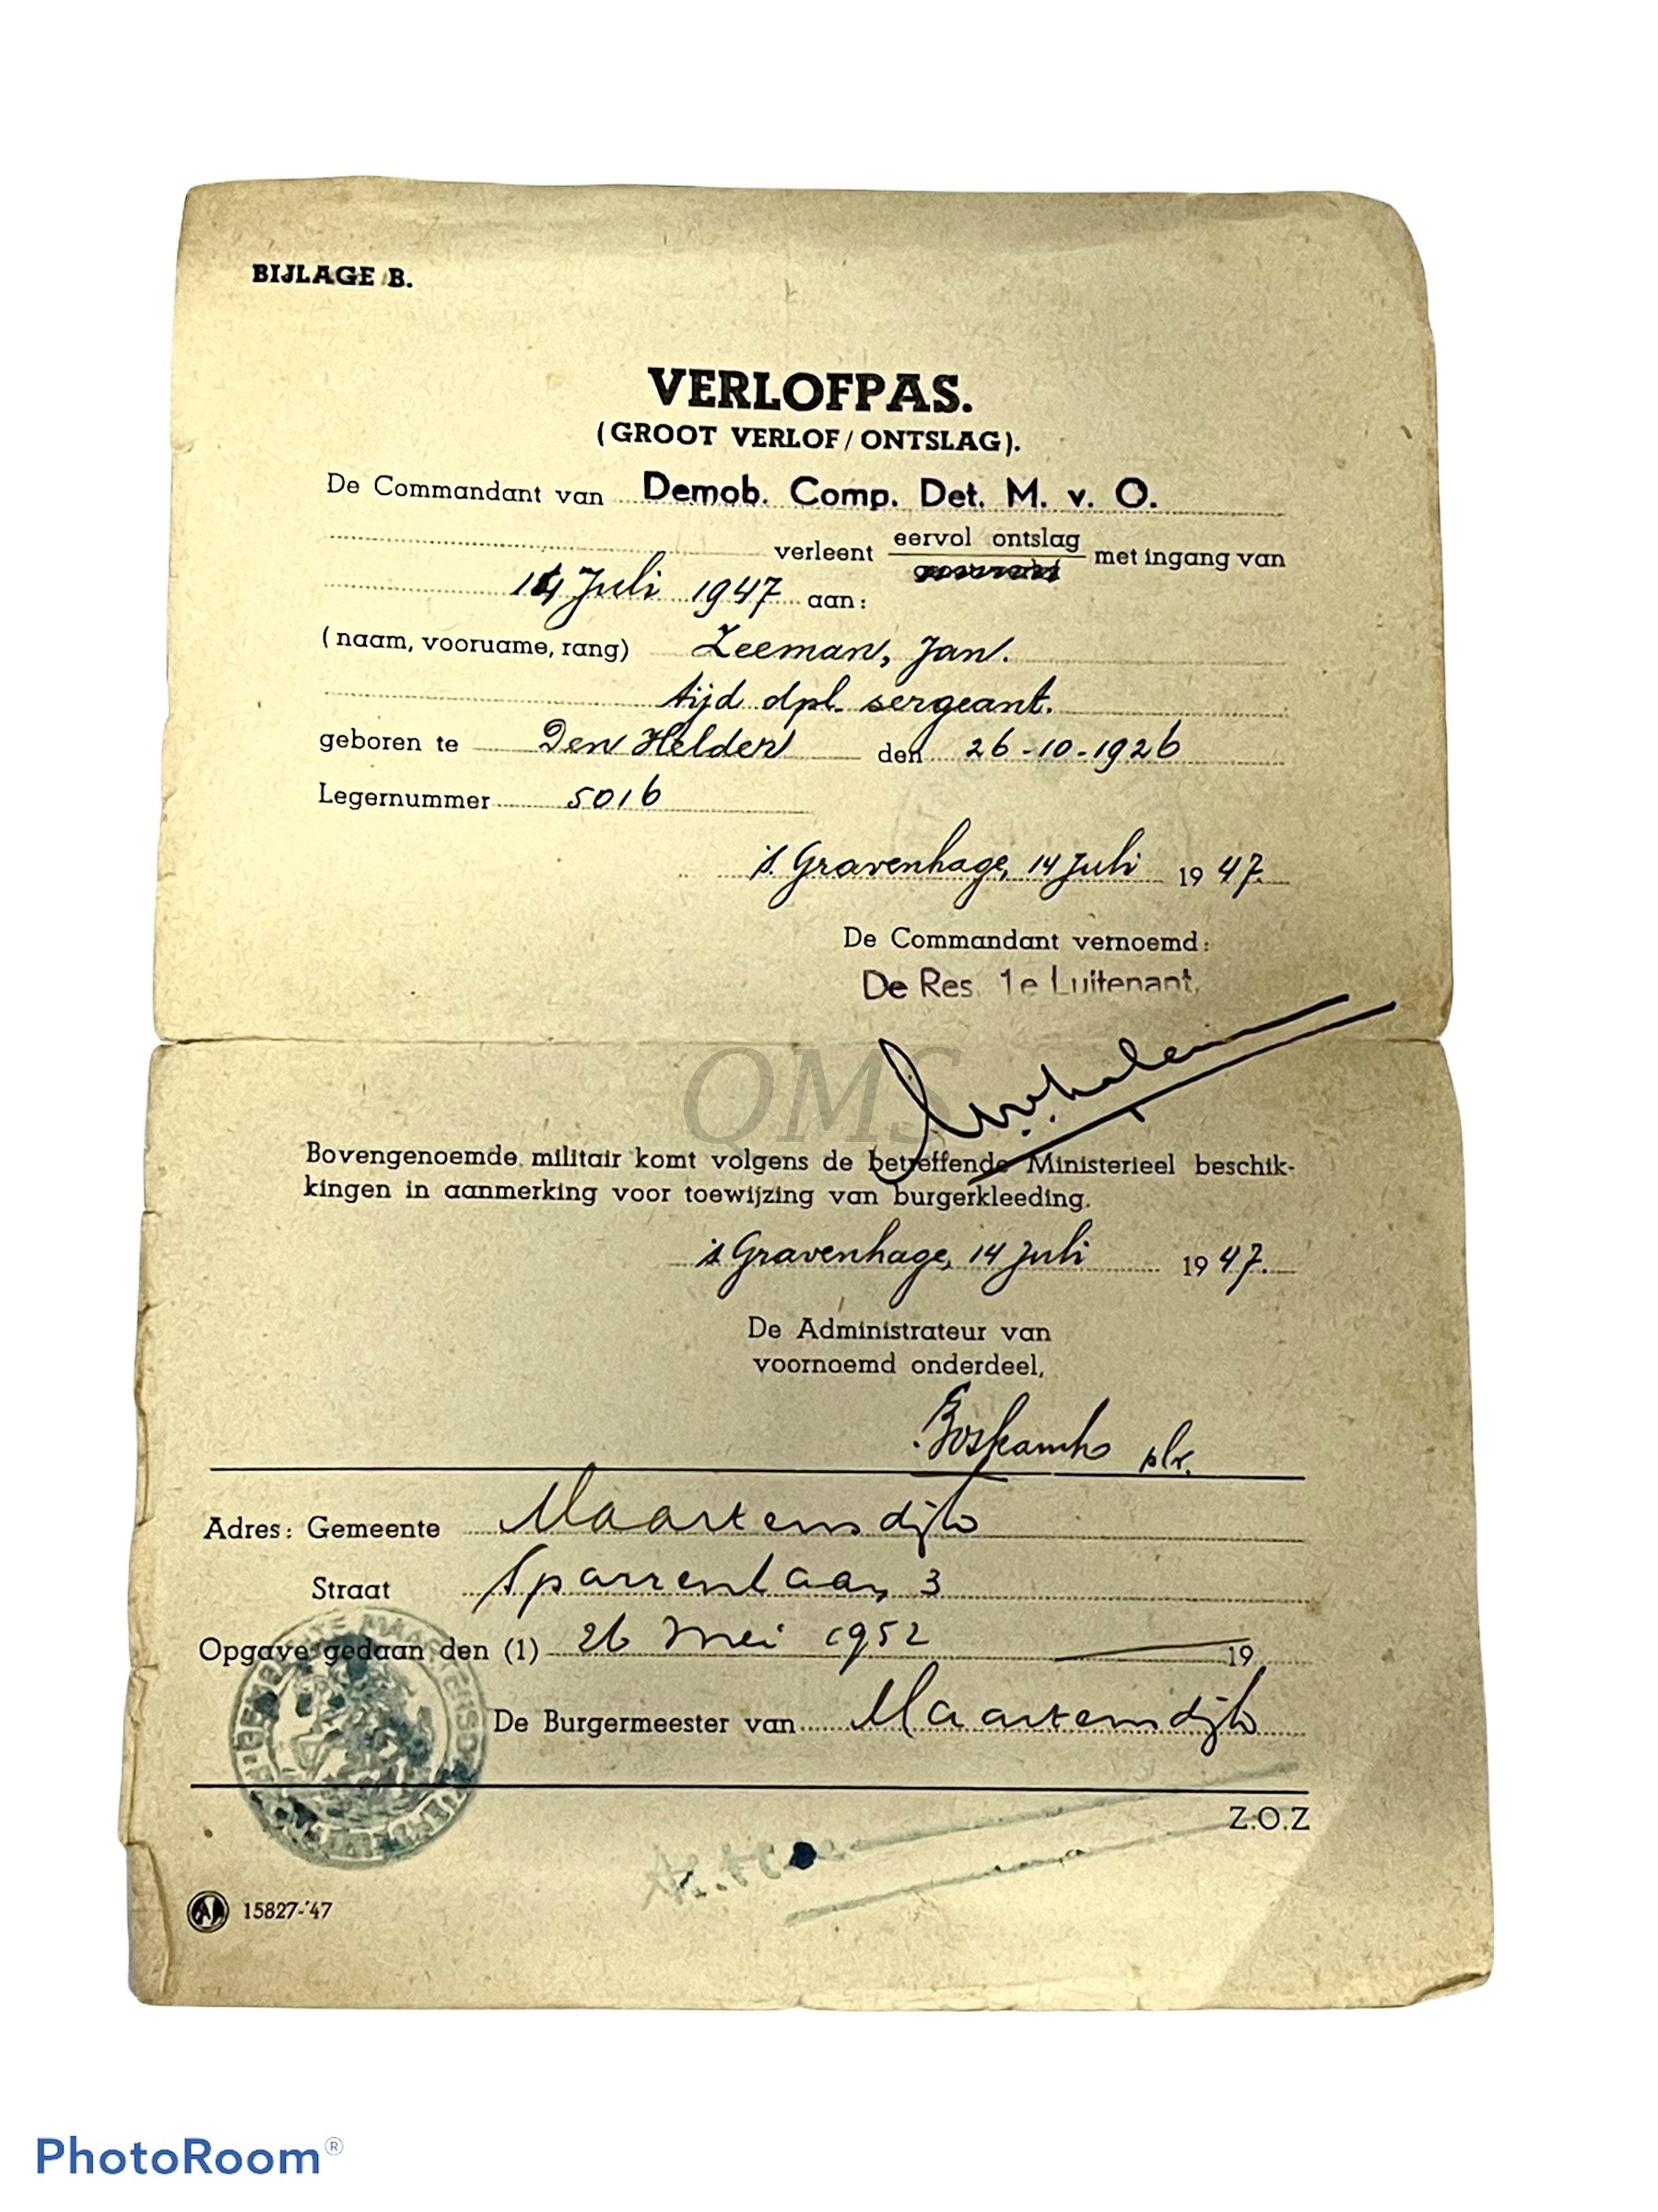 BIJLAGE B.
VERLOFPAS.
(GROOT VERLOF/ONTSLAG).
De Commandant van Demob. Comp. Det. M. v. O.
verleent eervol ontslag met ingang van
14 Juli 1947 aan:
(naam, vooruame, rang) Zeeman, Jan.
tijd dpl. sergeant.
geboren te Den Helder den 26-10-1926
Legernummer 5016
's Gravenhage, 14 Juli 1947.
De Commandant vernoemd:
De Res. 1e Luitenant.
QMS
Bovengenoemde militair komt volgens de betreffende Ministerieel beschik-
kingen in aanmerking voor toewijzing van burgerkleeding.
's Gravenhage, 14 Juli 1947.
De Administrateur van
voornoemd onderdeel,
Adres: Gemeente Maartensdijk
Straat Sparrenlaan 3
Opgave gedaan den (1) 26 Mei 1952 19
De Burgermeester van Maartensdijk
Z.O.Z
15827-'47
PhotoRoom®